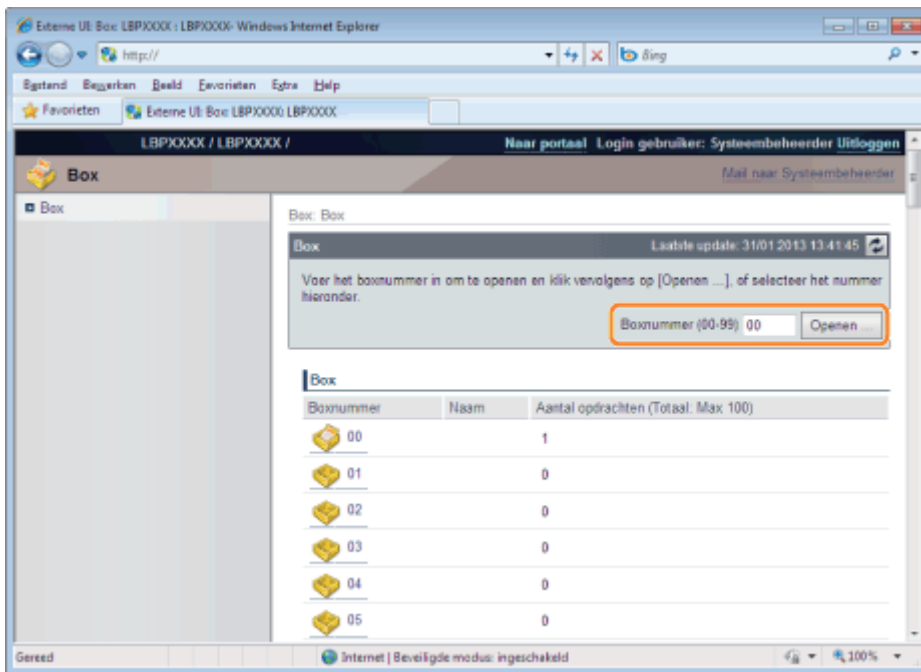 Externe UI: Box: LBPXXXX : LBPXXXX- Windows Internet Explorer
http://
Bing
Bestand Bewerken Beeld Favorieten Extra Help
Favorieten Externe UI: Box: LBPXXXX: LBPXXXX
LBPXXXX / LBPXXXX / Naar portaal Login gebruiker: Systeembeheerder Uitloggen
Box Mail naar Systeembeheerder
Box
Box: Box
Box Laatste update: 31/01 2013 13:41:45
Voer het boxnummer in om te openen en klik vervolgens op [Openen ...], of selecteer het nummer
hieronder.
Boxnummer (00-99) 00 Openen ...
Box
Boxnummer Naam Aantal opdrachten (Totaal: Max 100)
00 1
01 0
02 0
03 0
04 0
05 0
Gereed Internet | Beveiligde modus: ingeschakeld 100%